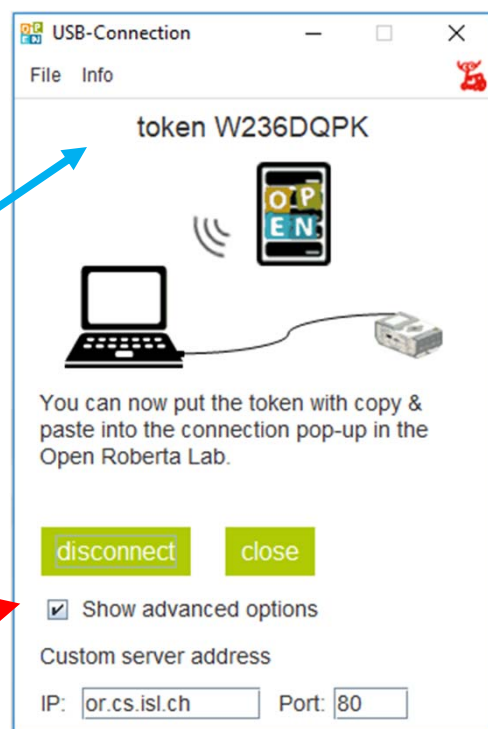 USB-Connection
File Info
token W236DQPK
O P
E N
You can now put the token with copy &
paste into the connection pop-up in the
Open Roberta Lab.
disconnect close
Show advanced options
Custom server address
IP: or.cs.isl.ch Port: 80